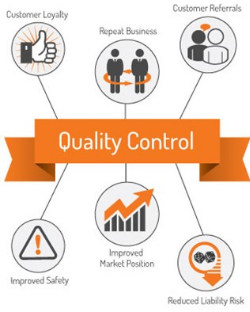 Customer Loyalty
Repeat Business
Customer Referrals
Quality Control
Improved Safety
Improved
Market Position
Reduced Liability Risk